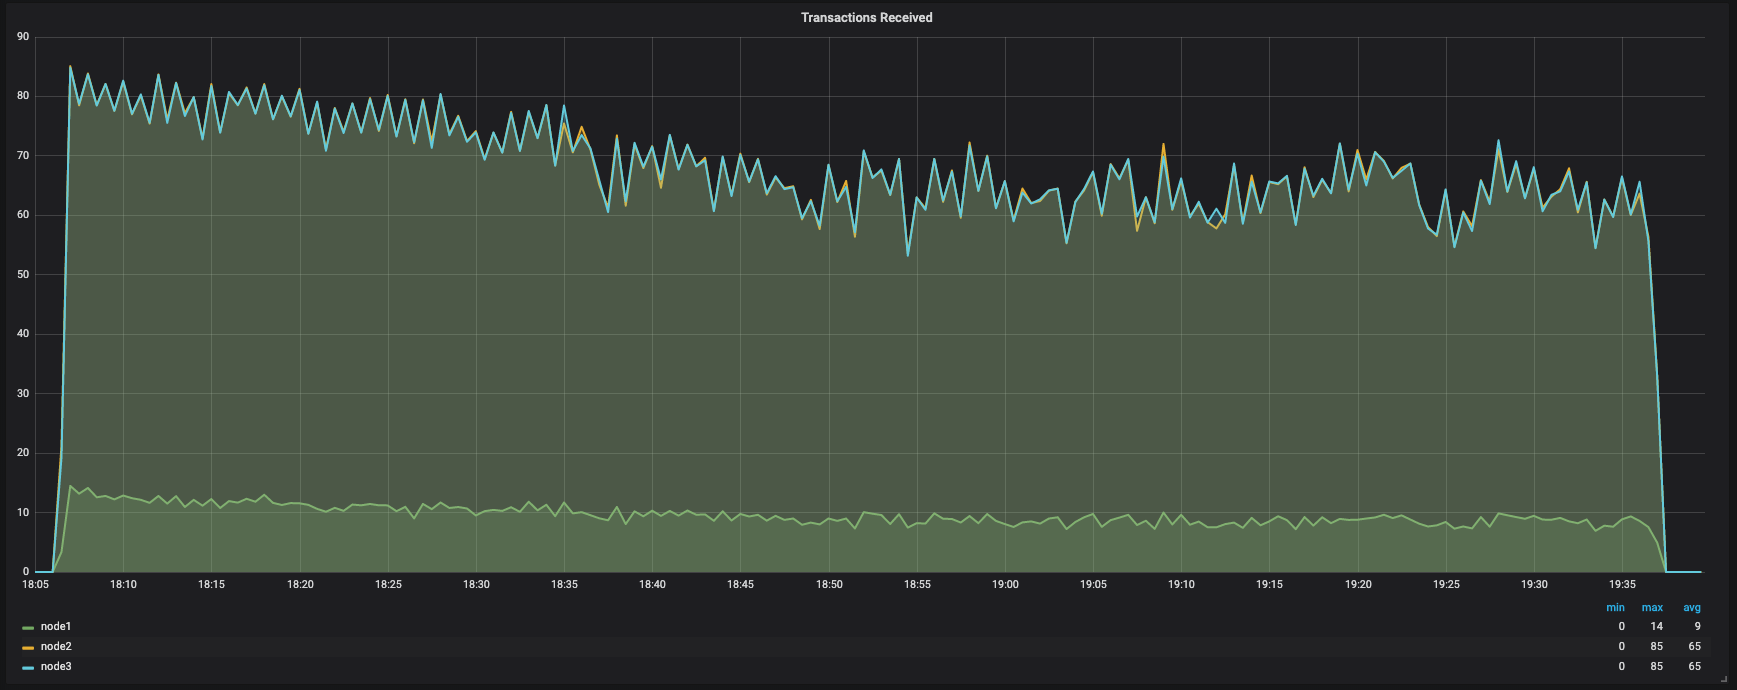 Transactions Received
90
80
70
60
50
40
30
20
10
0
18:05 18:10 18:15 18:20 18:25 18:30 18:35 18:40 18:45 18:50 18:55 19:00 19:05 19:10 19:15 19:20 19:25 19:30 19:35
min max avg
node1 0 14 9
node2 0 85 65
node3 0 85 65